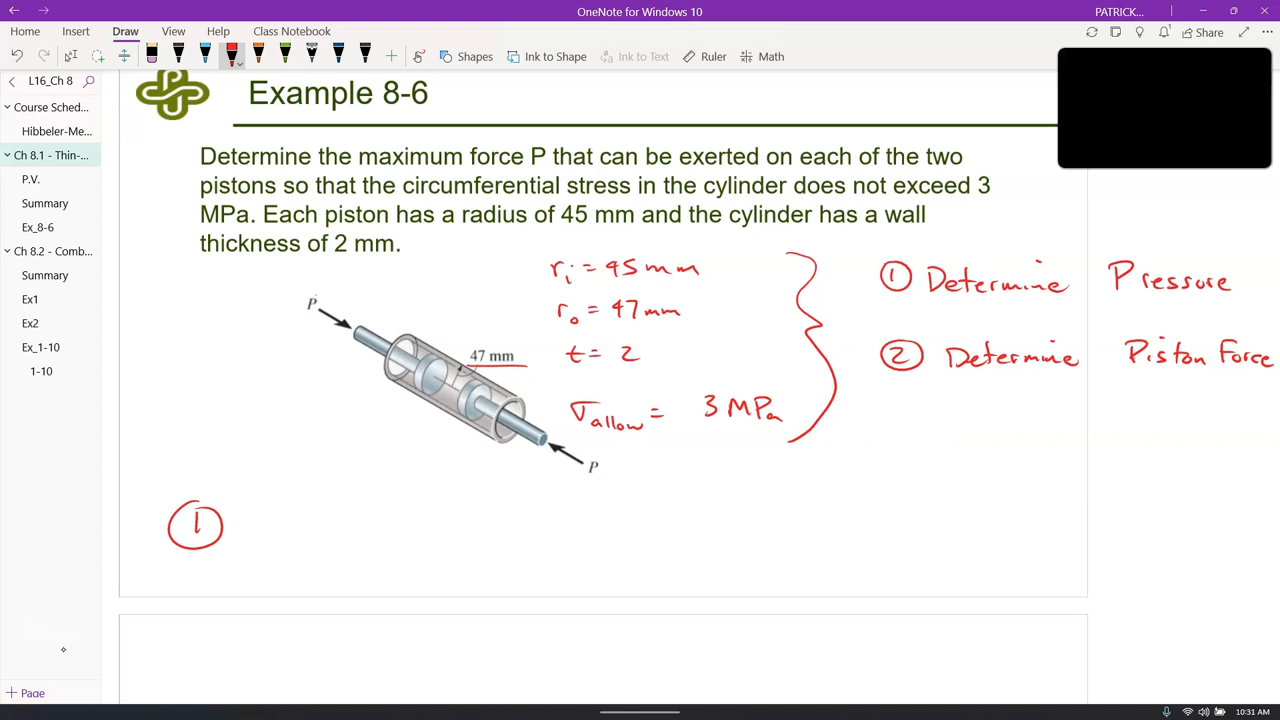 OneNote for Windows 10
PATRICK...
Home Insert Draw View Help Class Notebook
Share
Shapes Ink to Shape Ink to Text Ruler Math
L16_Ch 8
Course Sched...
Hibbeler-Me...
Ch 8.1 - Thin-...
P.V.
Summary
Ex_8-6
Ch 8.2 - Comb...
Summary
Ex1
Ex2
Ex_1-10
1-10
Page
Example 8-6
Determine the maximum force P that can be exerted on each of the two
pistons so that the circumferential stress in the cylinder does not exceed 3
MPa. Each piston has a radius of 45 mm and the cylinder has a wall
thickness of 2 mm.
P
47 mm
P
ri = 45 mm
ro = 47 mm
t = 2
σallow = 3 MPa
① Determine Pressure
② Determine Piston Force
①
10:31 AM